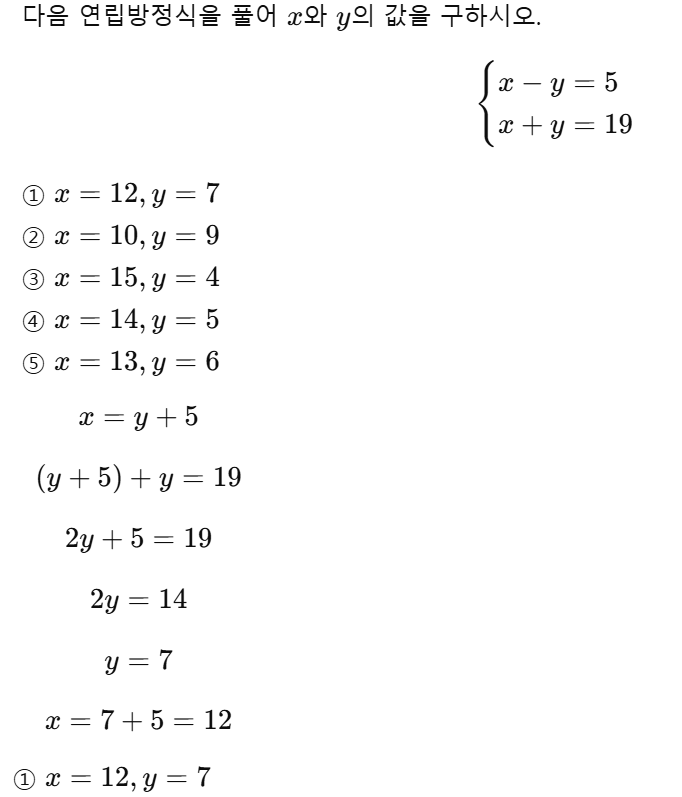 다음 연립방정식을 풀어 x와 y의 값을 구하시오.
{x − y = 5
x + y = 19
① x = 12, y = 7
② x = 10, y = 9
③ x = 15, y = 4
④ x = 14, y = 5
⑤ x = 13, y = 6
x = y + 5
(y + 5) + y = 19
2y + 5 = 19
2y = 14
y = 7
x = 7 + 5 = 12
① x = 12, y = 7